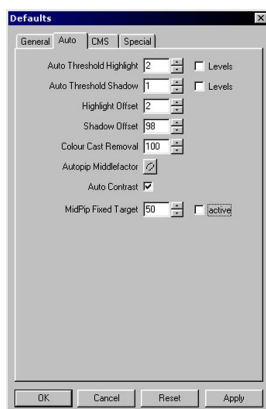 Defaults
General Auto CMS Special
Auto Threshold Highlight 2 Levels
Auto Threshold Shadow 1 Levels
Highlight Offset 2
Shadow Offset 98
Colour Cast Removal 100
Autopip Middlefactor
Auto Contrast
MidPip Fixed Target 50 active
OK Cancel Reset Apply